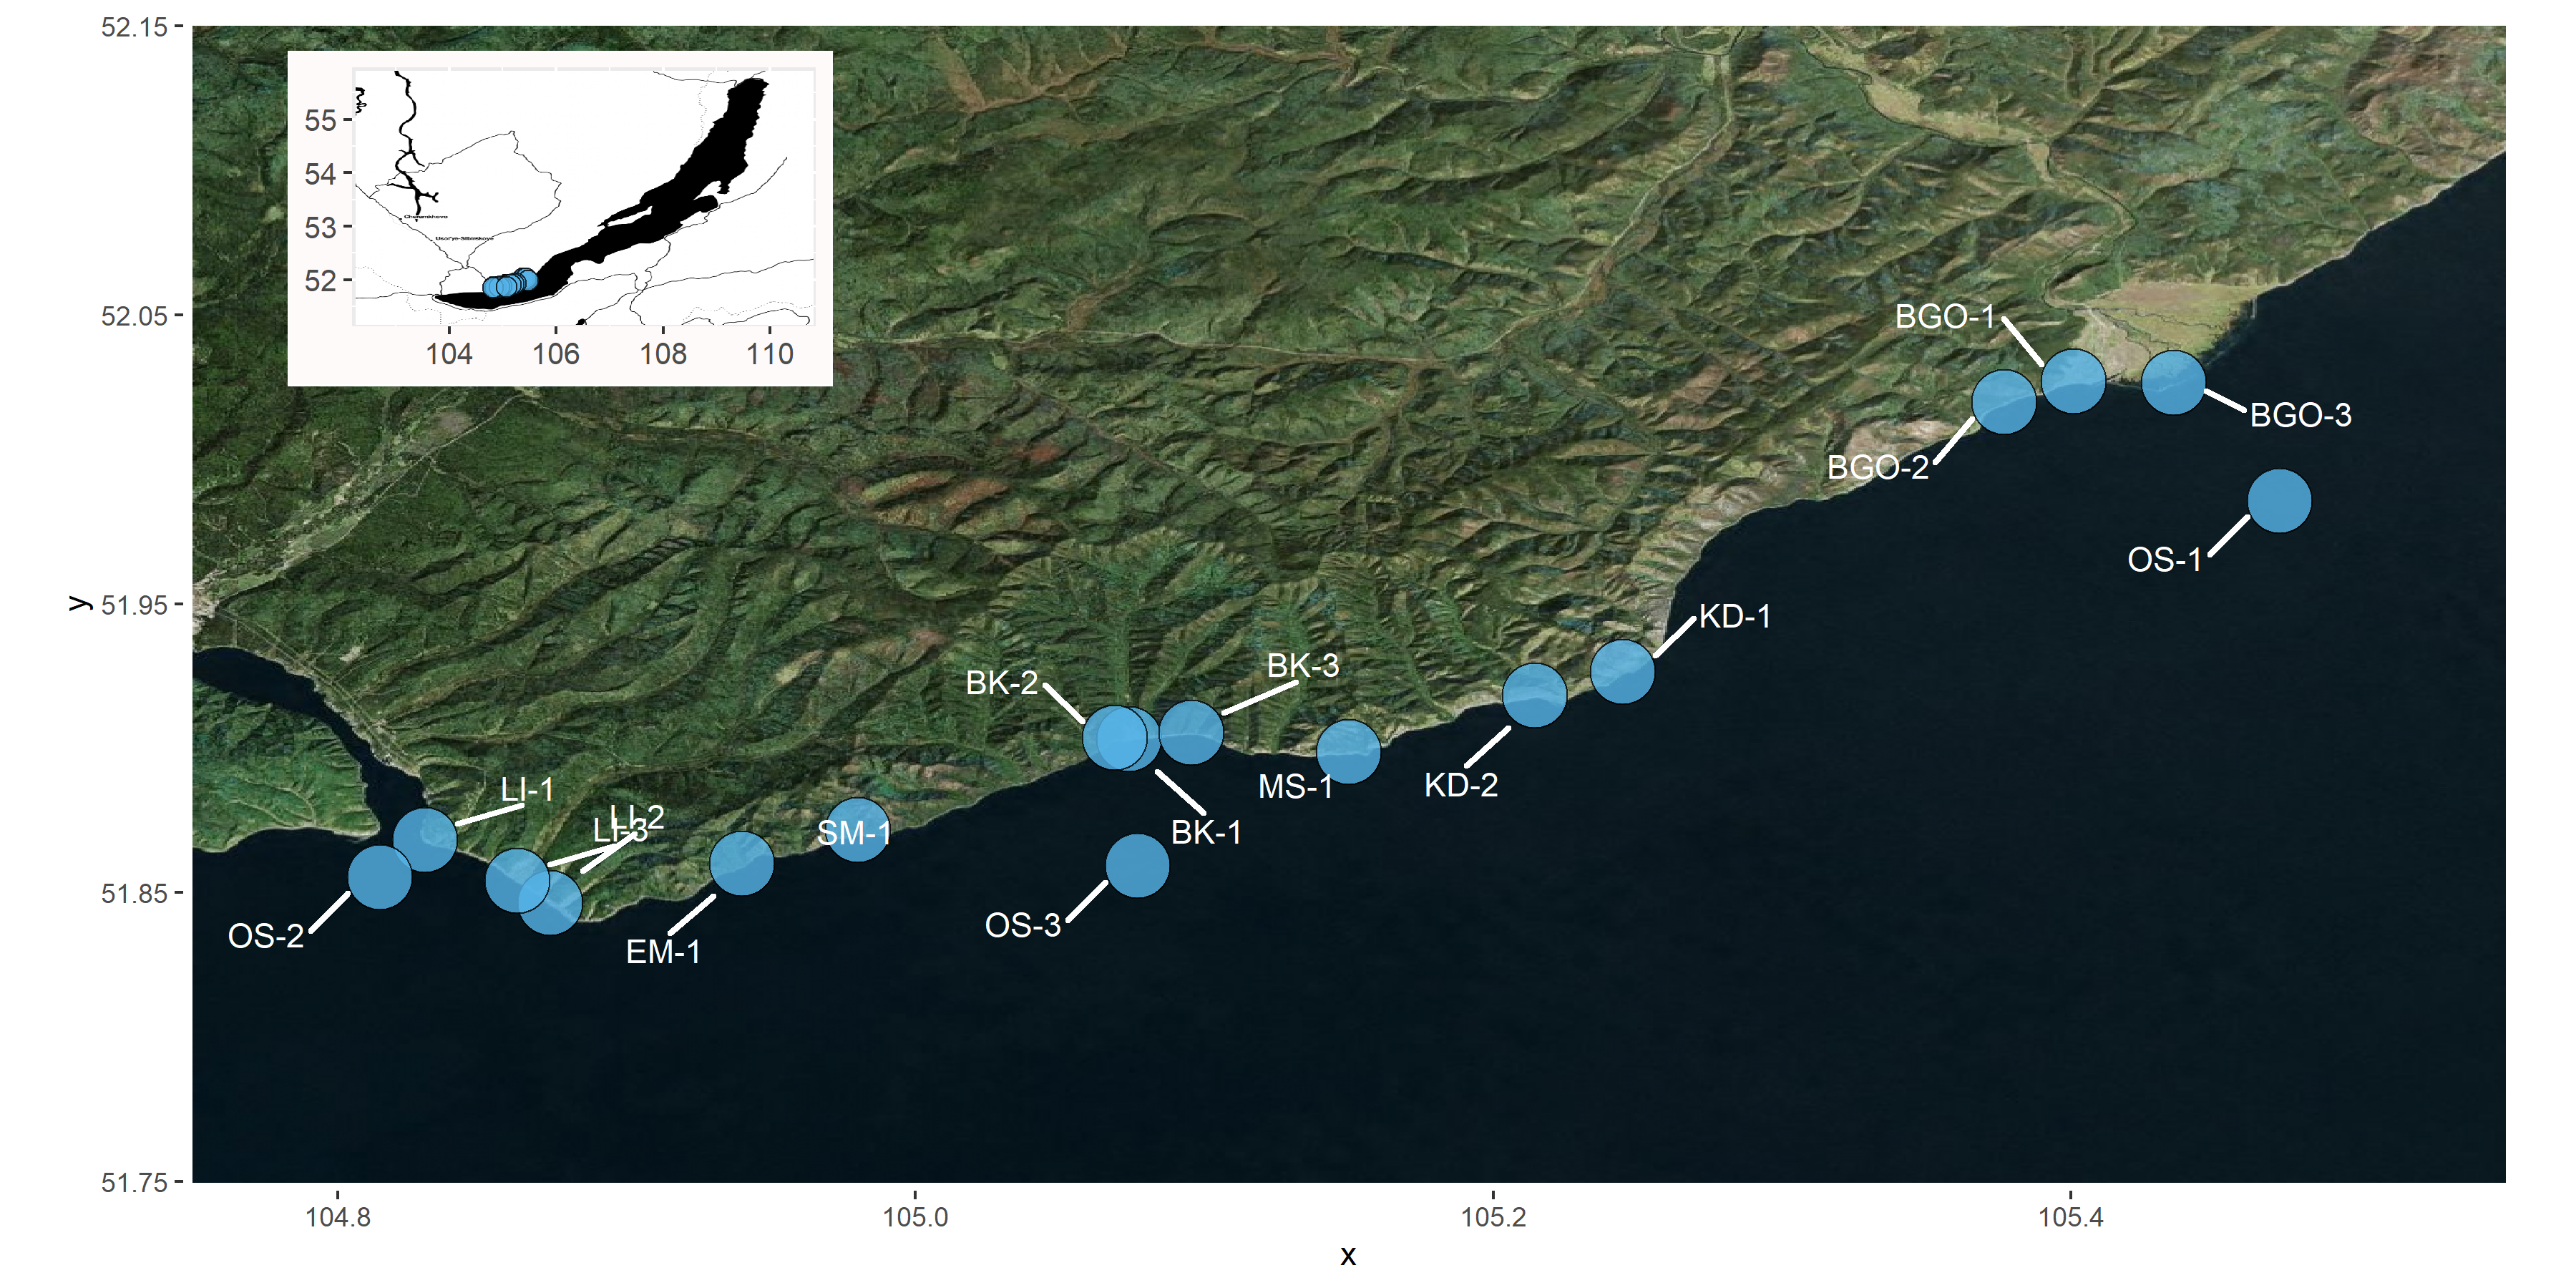 52.15
52.05
51.95
51.85
51.75
y
55
54
53
52
104 106 108 110
Usol'ye-Sibirskoye
BGO-1
BGO-3
BGO-2
OS-1
KD-1
BK-3
BK-2
MS-1
KD-2
LI-1
LI-2
LI-3
SM-1
BK-1
OS-3
OS-2
EM-1
104.8 105.0 105.2 105.4
x